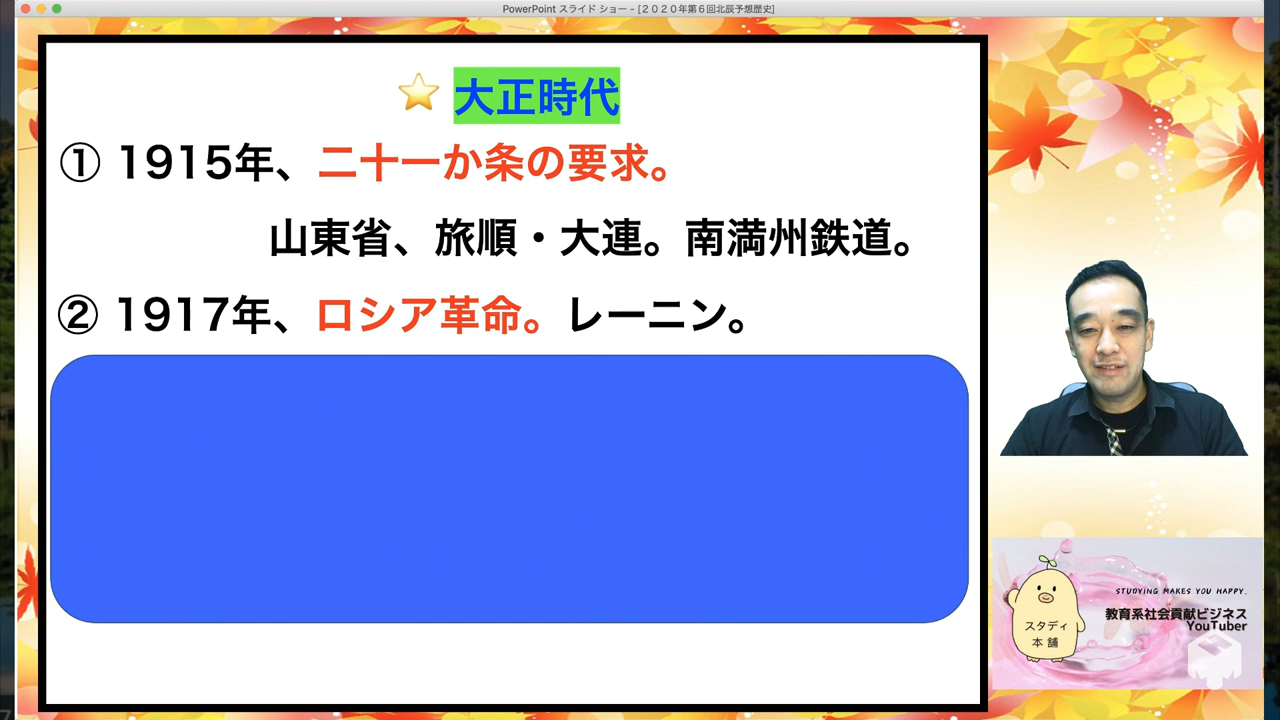 PowerPoint スライド ショー - [２０２０年第６回北辰予想歴史]
大正時代
① 1915年、二十一か条の要求。
山東省、旅順・大連。南満州鉄道。
② 1917年、ロシア革命。レーニン。
STUDYING MAKES YOU HAPPY.
教育系社会貢献ビジネス
YouTuber
スタディ
本舗